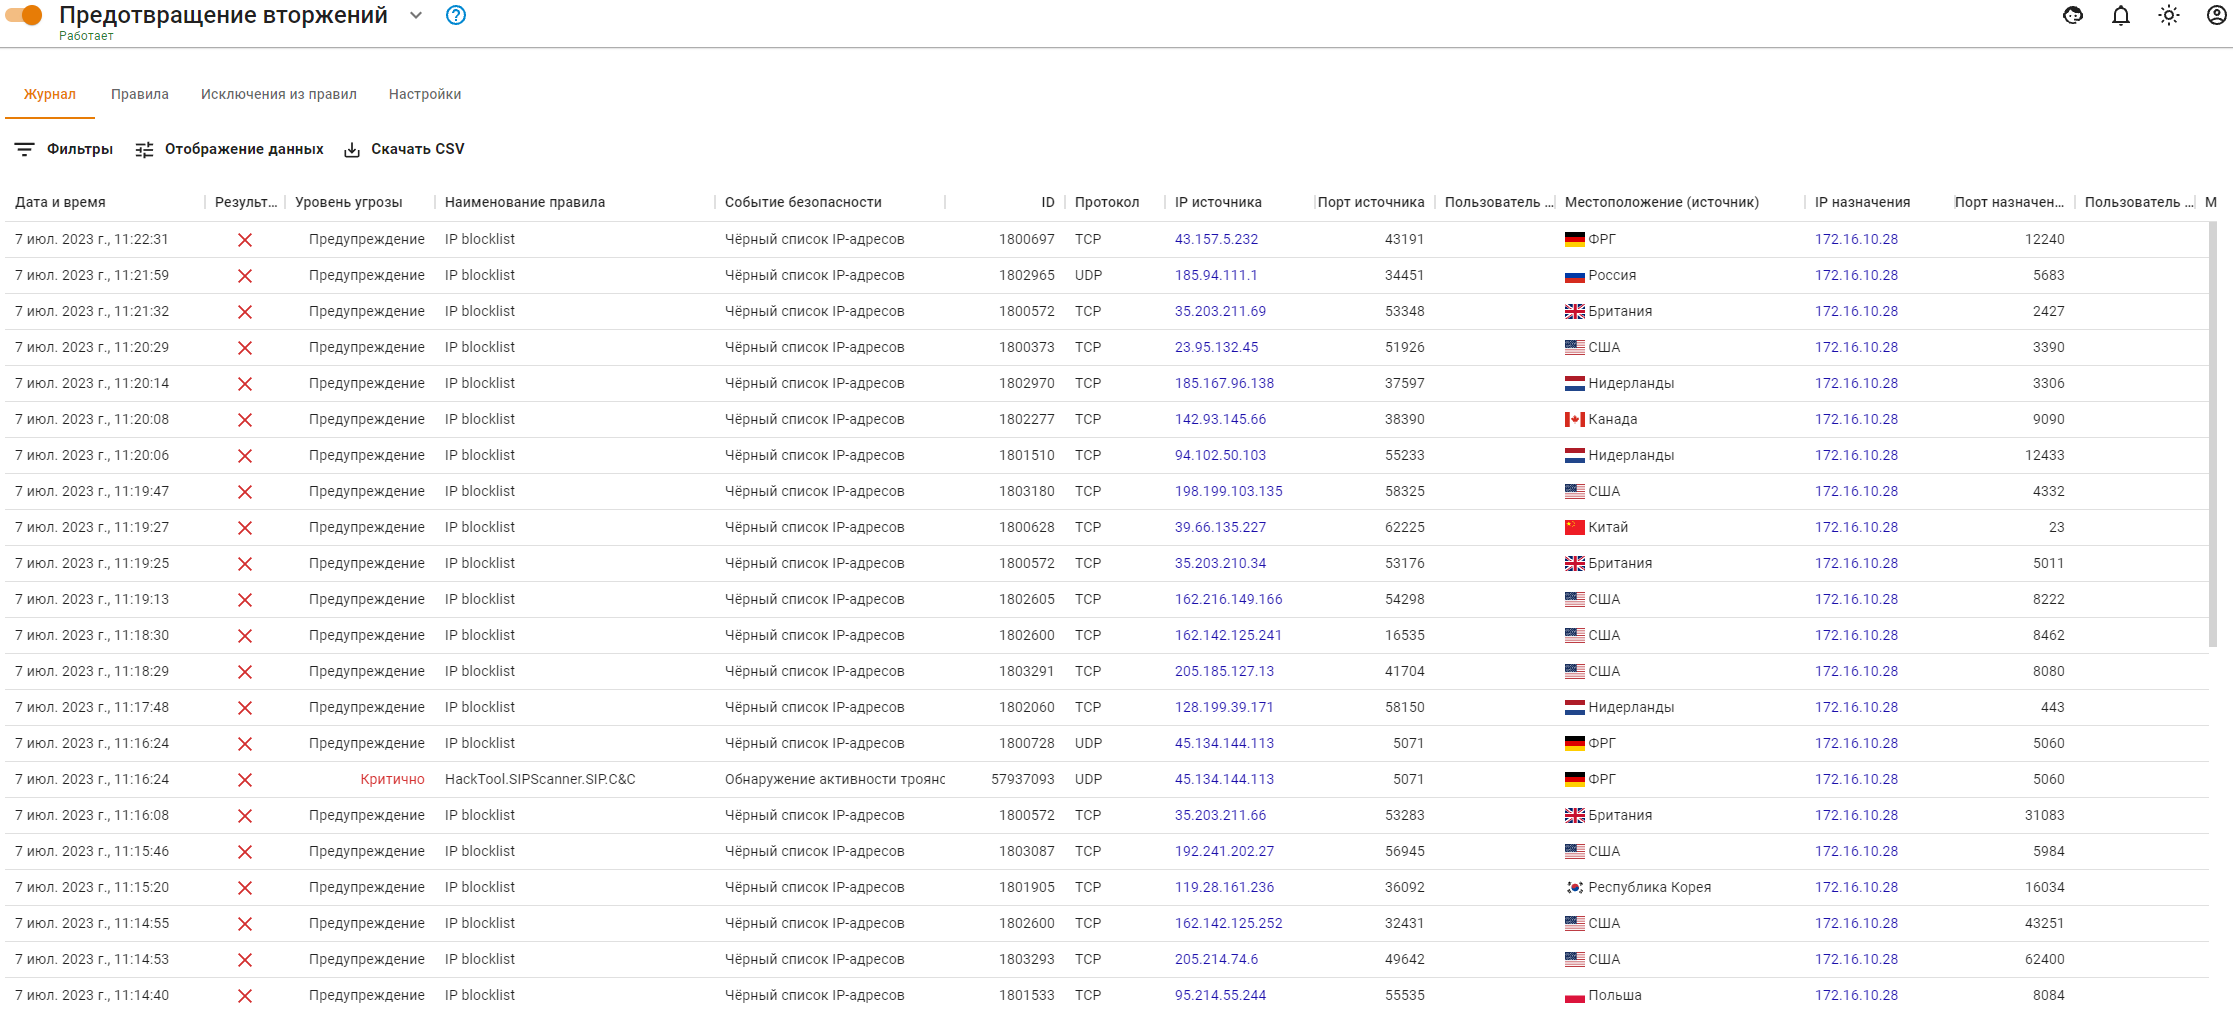 Предотвращение вторжений
Работает
Журнал Правила Исключения из правил Настройки
Фильтры Отображение данных Скачать CSV
Дата и время Результ... Уровень угрозы Наименование правила Событие безопасности ID Протокол IP источника Порт источника Пользователь ... Местоположение (источник) IP назначения Порт назначен... Пользователь ... М
7 июл. 2023 г., 11:22:31 Предупреждение IP blocklist Чёрный список IP-адресов 1800697 TCP 43.157.5.232 43191 ФРГ 172.16.10.28 12240
7 июл. 2023 г., 11:21:59 Предупреждение IP blocklist Чёрный список IP-адресов 1802965 UDP 185.94.111.1 34451 Россия 172.16.10.28 5683
7 июл. 2023 г., 11:21:32 Предупреждение IP blocklist Чёрный список IP-адресов 1800572 TCP 35.203.211.69 53348 Британия 172.16.10.28 2427
7 июл. 2023 г., 11:20:29 Предупреждение IP blocklist Чёрный список IP-адресов 1800373 TCP 23.95.132.45 51926 США 172.16.10.28 3390
7 июл. 2023 г., 11:20:14 Предупреждение IP blocklist Чёрный список IP-адресов 1802970 TCP 185.167.96.138 37597 Нидерланды 172.16.10.28 3306
7 июл. 2023 г., 11:20:08 Предупреждение IP blocklist Чёрный список IP-адресов 1802277 TCP 142.93.145.66 38390 Канада 172.16.10.28 9090
7 июл. 2023 г., 11:20:06 Предупреждение IP blocklist Чёрный список IP-адресов 1801510 TCP 94.102.50.103 55233 Нидерланды 172.16.10.28 12433
7 июл. 2023 г., 11:19:47 Предупреждение IP blocklist Чёрный список IP-адресов 1803180 TCP 198.199.103.135 58325 США 172.16.10.28 4332
7 июл. 2023 г., 11:19:27 Предупреждение IP blocklist Чёрный список IP-адресов 1800628 TCP 39.66.135.227 62225 Китай 172.16.10.28 23
7 июл. 2023 г., 11:19:25 Предупреждение IP blocklist Чёрный список IP-адресов 1800572 TCP 35.203.210.34 53176 Британия 172.16.10.28 5011
7 июл. 2023 г., 11:19:13 Предупреждение IP blocklist Чёрный список IP-адресов 1802605 TCP 162.216.149.166 54298 США 172.16.10.28 8222
7 июл. 2023 г., 11:18:30 Предупреждение IP blocklist Чёрный список IP-адресов 1802600 TCP 162.142.125.241 16535 США 172.16.10.28 8462
7 июл. 2023 г., 11:18:29 Предупреждение IP blocklist Чёрный список IP-адресов 1803291 TCP 205.185.127.13 41704 США 172.16.10.28 8080
7 июл. 2023 г., 11:17:48 Предупреждение IP blocklist Чёрный список IP-адресов 1802060 TCP 128.199.39.171 58150 Нидерланды 172.16.10.28 443
7 июл. 2023 г., 11:16:24 Предупреждение IP blocklist Чёрный список IP-адресов 1800728 UDP 45.134.144.113 5071 ФРГ 172.16.10.28 5060
7 июл. 2023 г., 11:16:24 Критично HackTool.SIPScanner.SIP.C&C Обнаружение активности троянс 57937093 UDP 45.134.144.113 5071 ФРГ 172.16.10.28 5060
7 июл. 2023 г., 11:16:08 Предупреждение IP blocklist Чёрный список IP-адресов 1800572 TCP 35.203.211.66 53283 Британия 172.16.10.28 31083
7 июл. 2023 г., 11:15:46 Предупреждение IP blocklist Чёрный список IP-адресов 1803087 TCP 192.241.202.27 56945 США 172.16.10.28 5984
7 июл. 2023 г., 11:15:20 Предупреждение IP blocklist Чёрный список IP-адресов 1801905 TCP 119.28.161.236 36092 Республика Корея 172.16.10.28 16034
7 июл. 2023 г., 11:14:55 Предупреждение IP blocklist Чёрный список IP-адресов 1802600 TCP 162.142.125.252 32431 США 172.16.10.28 43251
7 июл. 2023 г., 11:14:53 Предупреждение IP blocklist Чёрный список IP-адресов 1803293 TCP 205.214.74.6 49642 США 172.16.10.28 62400
7 июл. 2023 г., 11:14:40 Предупреждение IP blocklist Чёрный список IP-адресов 1801533 TCP 95.214.55.244 55535 Польша 172.16.10.28 8084